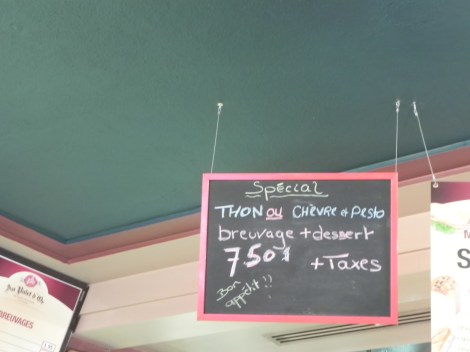 Spécial
THON ou CHÈVRE et Pesto
breuvage + dessert
7.50$
+ Taxes
Bon
appétit!!
BREUVAGES